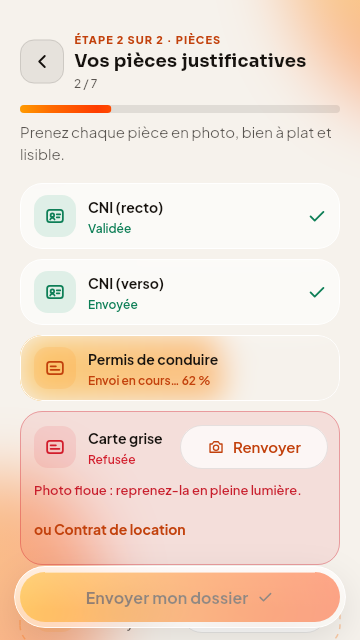 ÉTAPE 2 SUR 2 · PIÈCES
Vos pièces justificatives
2 / 7
Prenez chaque pièce en photo, bien à plat et
lisible.
CNI (recto)
Validée
CNI (verso)
Envoyée
Permis de conduire
Envoi en cours… 62 %
Carte grise
Refusée
Renvoyer
Photo floue : reprenez-la en pleine lumière.
ou Contrat de location
Envoyer mon dossier